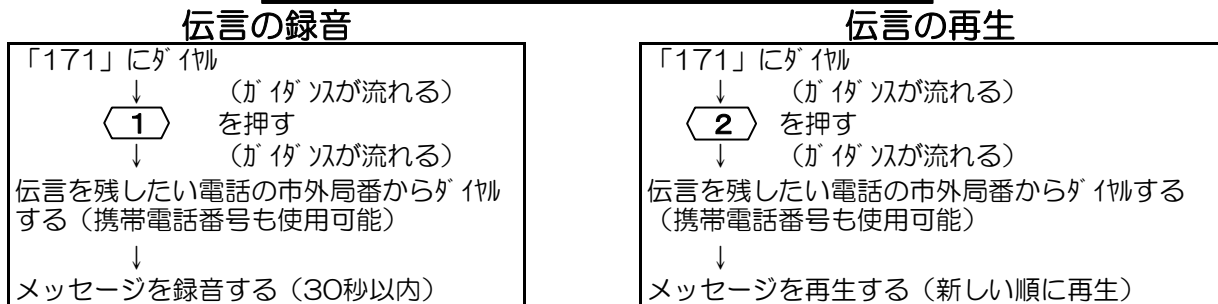 伝言の録音
「171」にﾀﾞｲﾔﾙ
↓ （ｶﾞｲﾀﾞﾝｽが流れる）
1 を押す
↓ （ｶﾞｲﾀﾞﾝｽが流れる）
伝言を残したい電話の市外局番からﾀﾞｲﾔﾙ
する（携帯電話番号も使用可能）
↓
メッセージを録音する（30秒以内）
伝言の再生
「171」にﾀﾞｲﾔﾙ
↓ （ｶﾞｲﾀﾞﾝｽが流れる）
2 を押す
↓ （ｶﾞｲﾀﾞﾝｽが流れる）
伝言を残したい電話の市外局番からﾀﾞｲﾔﾙする
（携帯電話番号も使用可能）
↓
メッセージを再生する（新しい順に再生）